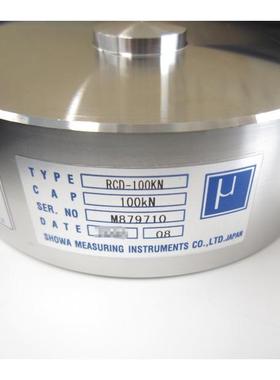 TYPE RCD-100KN
CAP 100kN
SER. NO M879710
DATE 08
µ
SHOWA MEASURING INSTRUMENTS CO.,LTD.JAPAN